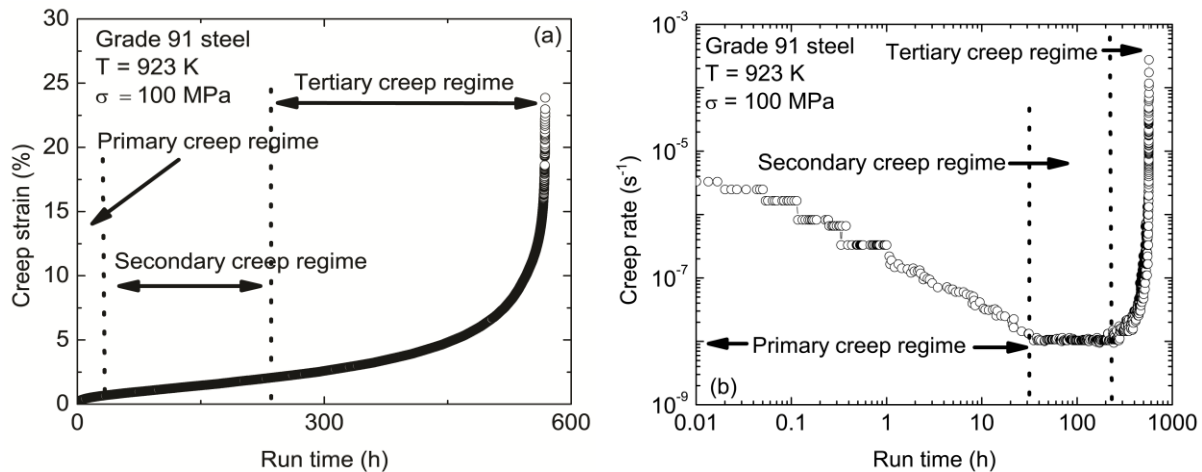 30
25
20
15
10
5
0
0
300
600
Creep strain (%)
Run time (h)
Grade 91 steel
T = 923 K
σ = 100 MPa
(a)
Tertiary creep regime
Primary creep regime
Secondary creep regime
10⁻³
10⁻⁵
10⁻⁷
10⁻⁹
0.01
0.1
1
10
100
1000
Creep rate (s⁻¹)
Run time (h)
Grade 91 steel
T = 923 K
σ = 100 MPa
Tertiary creep regime
Secondary creep regime
Primary creep regime
(b)